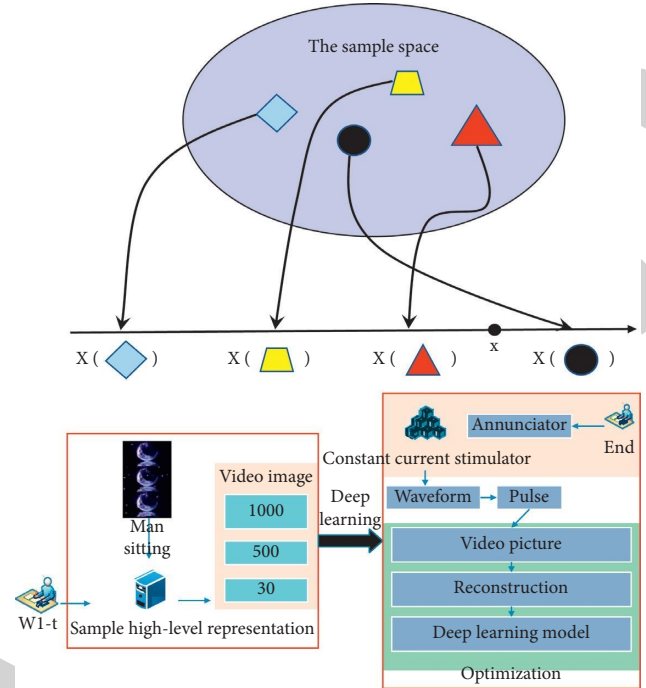 The sample space
x
X ( ) X ( ) X ( ) X ( )
Man
sitting
W1-t
Sample high-level representation
Video image
1000
500
30
Deep
learning
Annunciator
End
Constant current stimulator
Waveform
Pulse
Video picture
Reconstruction
Deep learning model
Optimization